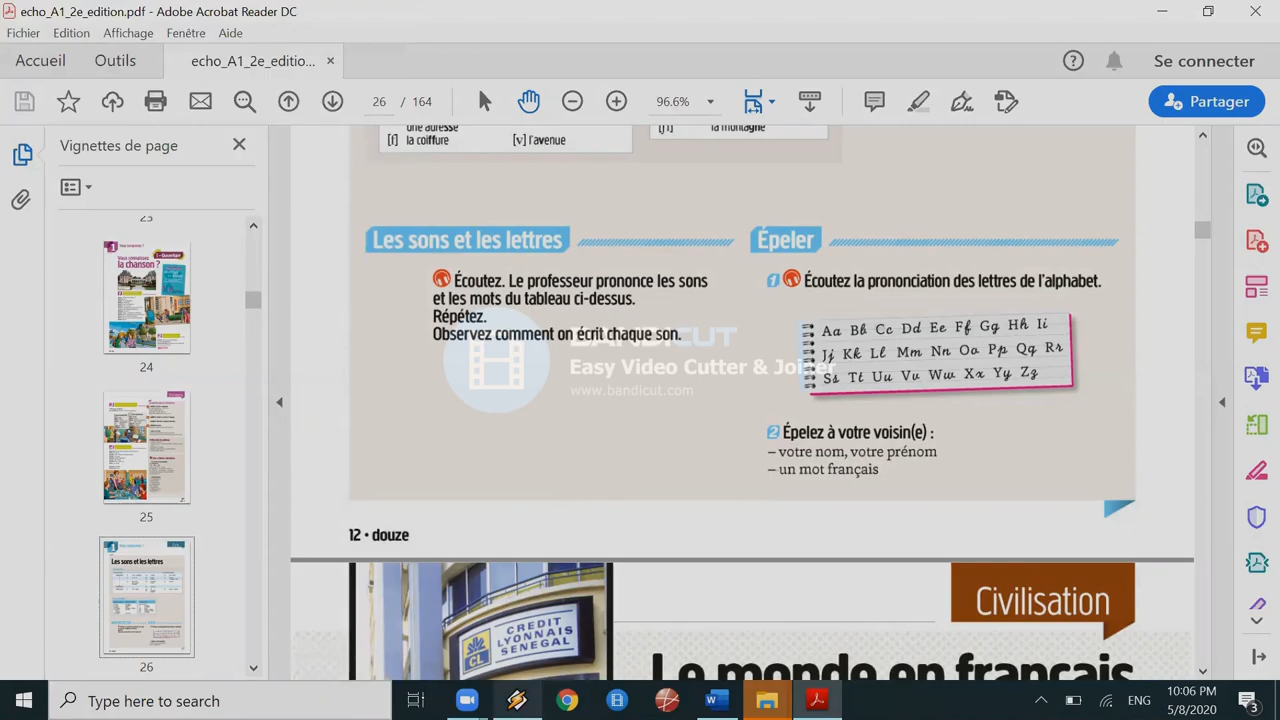 echo_A1_2e_edition.pdf - Adobe Acrobat Reader DC
Fichier Edition Affichage Fenêtre Aide
Accueil Outils echo_A1_2e_editio... × Se connecter
26 / 164 96.6% Partager
Vignettes de page
23
24
25
26
une adresse
[f] la coiffure [v] l'avenue
[ɲ] la montagne
Les sons et les lettres
Écoutez. Le professeur prononce les sons
et les mots du tableau ci-dessus.
Répétez.
Observez comment on écrit chaque son.
BANDICUT
Easy Video Cutter & Joiner
www.bandicut.com
Épeler
1 Écoutez la prononciation des lettres de l'alphabet.
Aa Bb Cc Dd Ee Ff Gg Hh Ii
Jj Kk Ll Mm Nn Oo Pp Qq Rr
Ss Tt Uu Vv Ww Xx Yy Zz
2 Épelez à votre voisin(e) :
– votre nom, votre prénom
– un mot français
12 • douze
CREDIT
LYONNAIS
SENEGAL
CL
Civilisation
Le monde en français
Type here to search
ENG
10:06 PM
5/8/2020
3